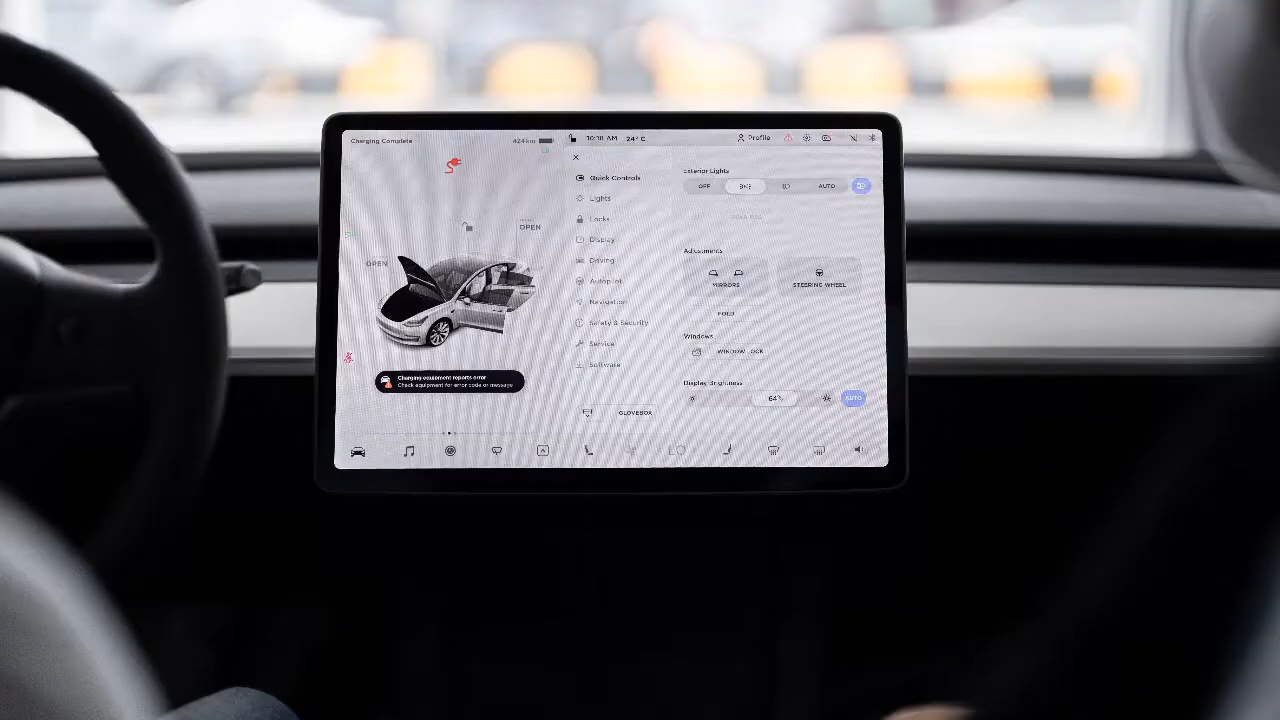 Charging Complete
424km
10:18 AM 24° C
Profile
OPEN
OPEN
Charging equipment reports error
Check equipment for error code or message
Quick Controls
Lights
Locks
Display
Driving
Autopilot
Navigation
Safety & Security
Service
Software
GLOVEBOX
Exterior Lights
OFF
AUTO
Adjustments
MIRRORS
STEERING WHEEL
FOLD
Windows
WINDOW LOCK
Display Brightness
64%
AUTO